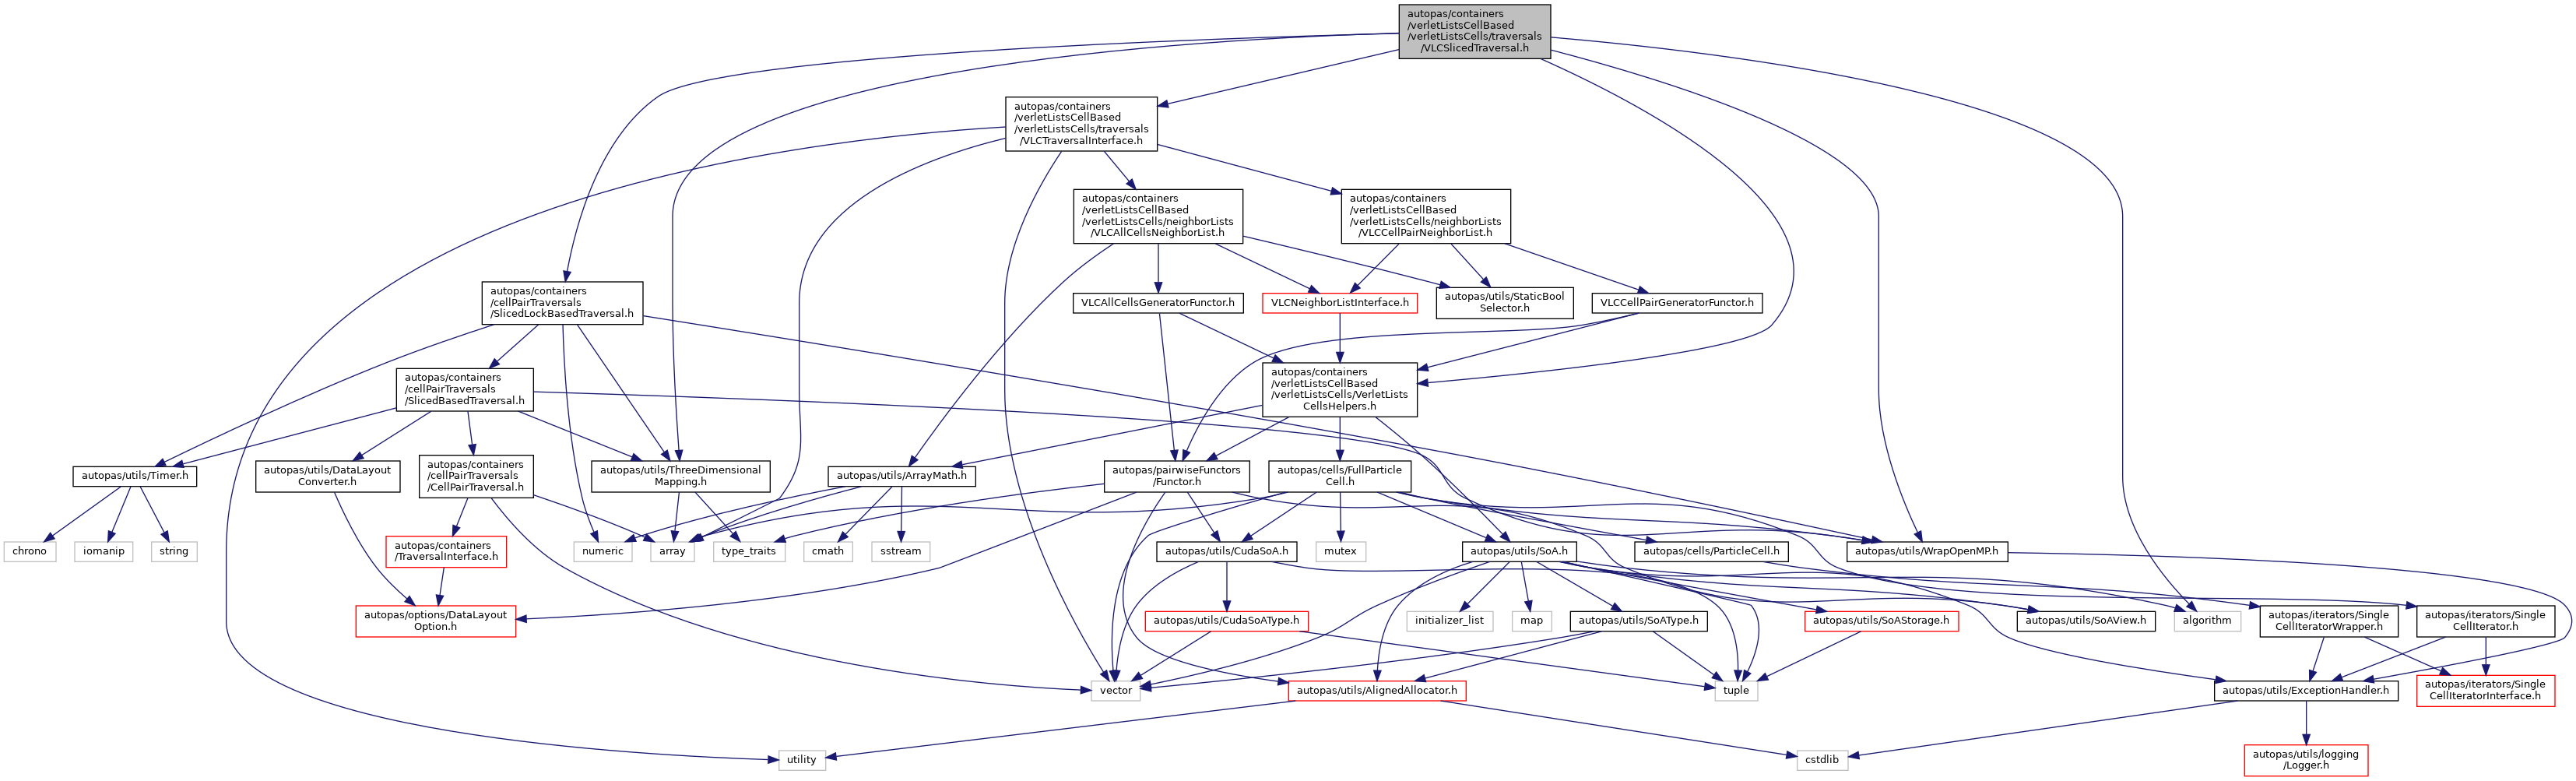 autopas/containers
/verletListsCellBased
/verletListsCells/traversals
/VLCSlicedTraversal.h
autopas/containers
/verletListsCellBased
/verletListsCells/traversals
/VLCTraversalInterface.h
autopas/containers
/verletListsCellBased
/verletListsCells/neighborLists
/VLCAllCellsNeighborList.h
autopas/containers
/verletListsCellBased
/verletListsCells/neighborLists
/VLCCellPairNeighborList.h
autopas/containers
/cellPairTraversals
/SlicedLockBasedTraversal.h
VLCAllCellsGeneratorFunctor.h
VLCNeighborListInterface.h
autopas/utils/StaticBool
Selector.h
VLCCellPairGeneratorFunctor.h
autopas/containers
/cellPairTraversals
/SlicedBasedTraversal.h
autopas/containers
/verletListsCellBased
/verletListsCells/VerletLists
CellsHelpers.h
autopas/utils/Timer.h
autopas/utils/DataLayout
Converter.h
autopas/containers
/cellPairTraversals
/CellPairTraversal.h
autopas/utils/ThreeDimensional
Mapping.h
autopas/utils/ArrayMath.h
autopas/pairwiseFunctors
/Functor.h
autopas/cells/FullParticle
Cell.h
chrono
iomanip
string
autopas/containers
/TraversalInterface.h
numeric
array
type_traits
cmath
sstream
autopas/utils/CudaSoA.h
mutex
autopas/utils/SoA.h
autopas/cells/ParticleCell.h
autopas/utils/WrapOpenMP.h
autopas/options/DataLayout
Option.h
autopas/utils/CudaSoAType.h
initializer_list
map
autopas/utils/SoAType.h
autopas/utils/SoAStorage.h
autopas/utils/SoAView.h
algorithm
autopas/iterators/Single
CellIteratorWrapper.h
autopas/iterators/Single
CellIterator.h
vector
autopas/utils/AlignedAllocator.h
tuple
autopas/utils/ExceptionHandler.h
autopas/iterators/Single
CellIteratorInterface.h
utility
cstdlib
autopas/utils/logging
/Logger.h